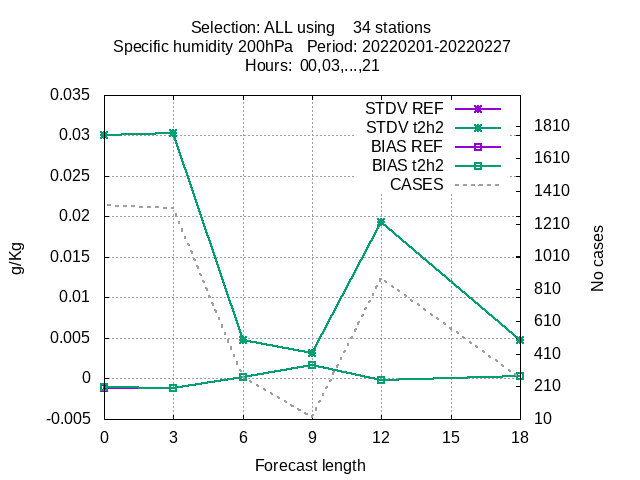 Selection: ALL using    34 stations
Specific humidity 200hPa   Period: 20220201-20220227
Hours:  00,03,...,21
STDV REF
STDV t2h2
BIAS REF
BIAS t2h2
CASES
0.035
0.03
0.025
0.02
0.015
0.01
0.005
0
-0.005
g/Kg
1810
1610
1410
1210
1010
810
610
410
210
10
No cases
0 3 6 9 12 15 18
Forecast length